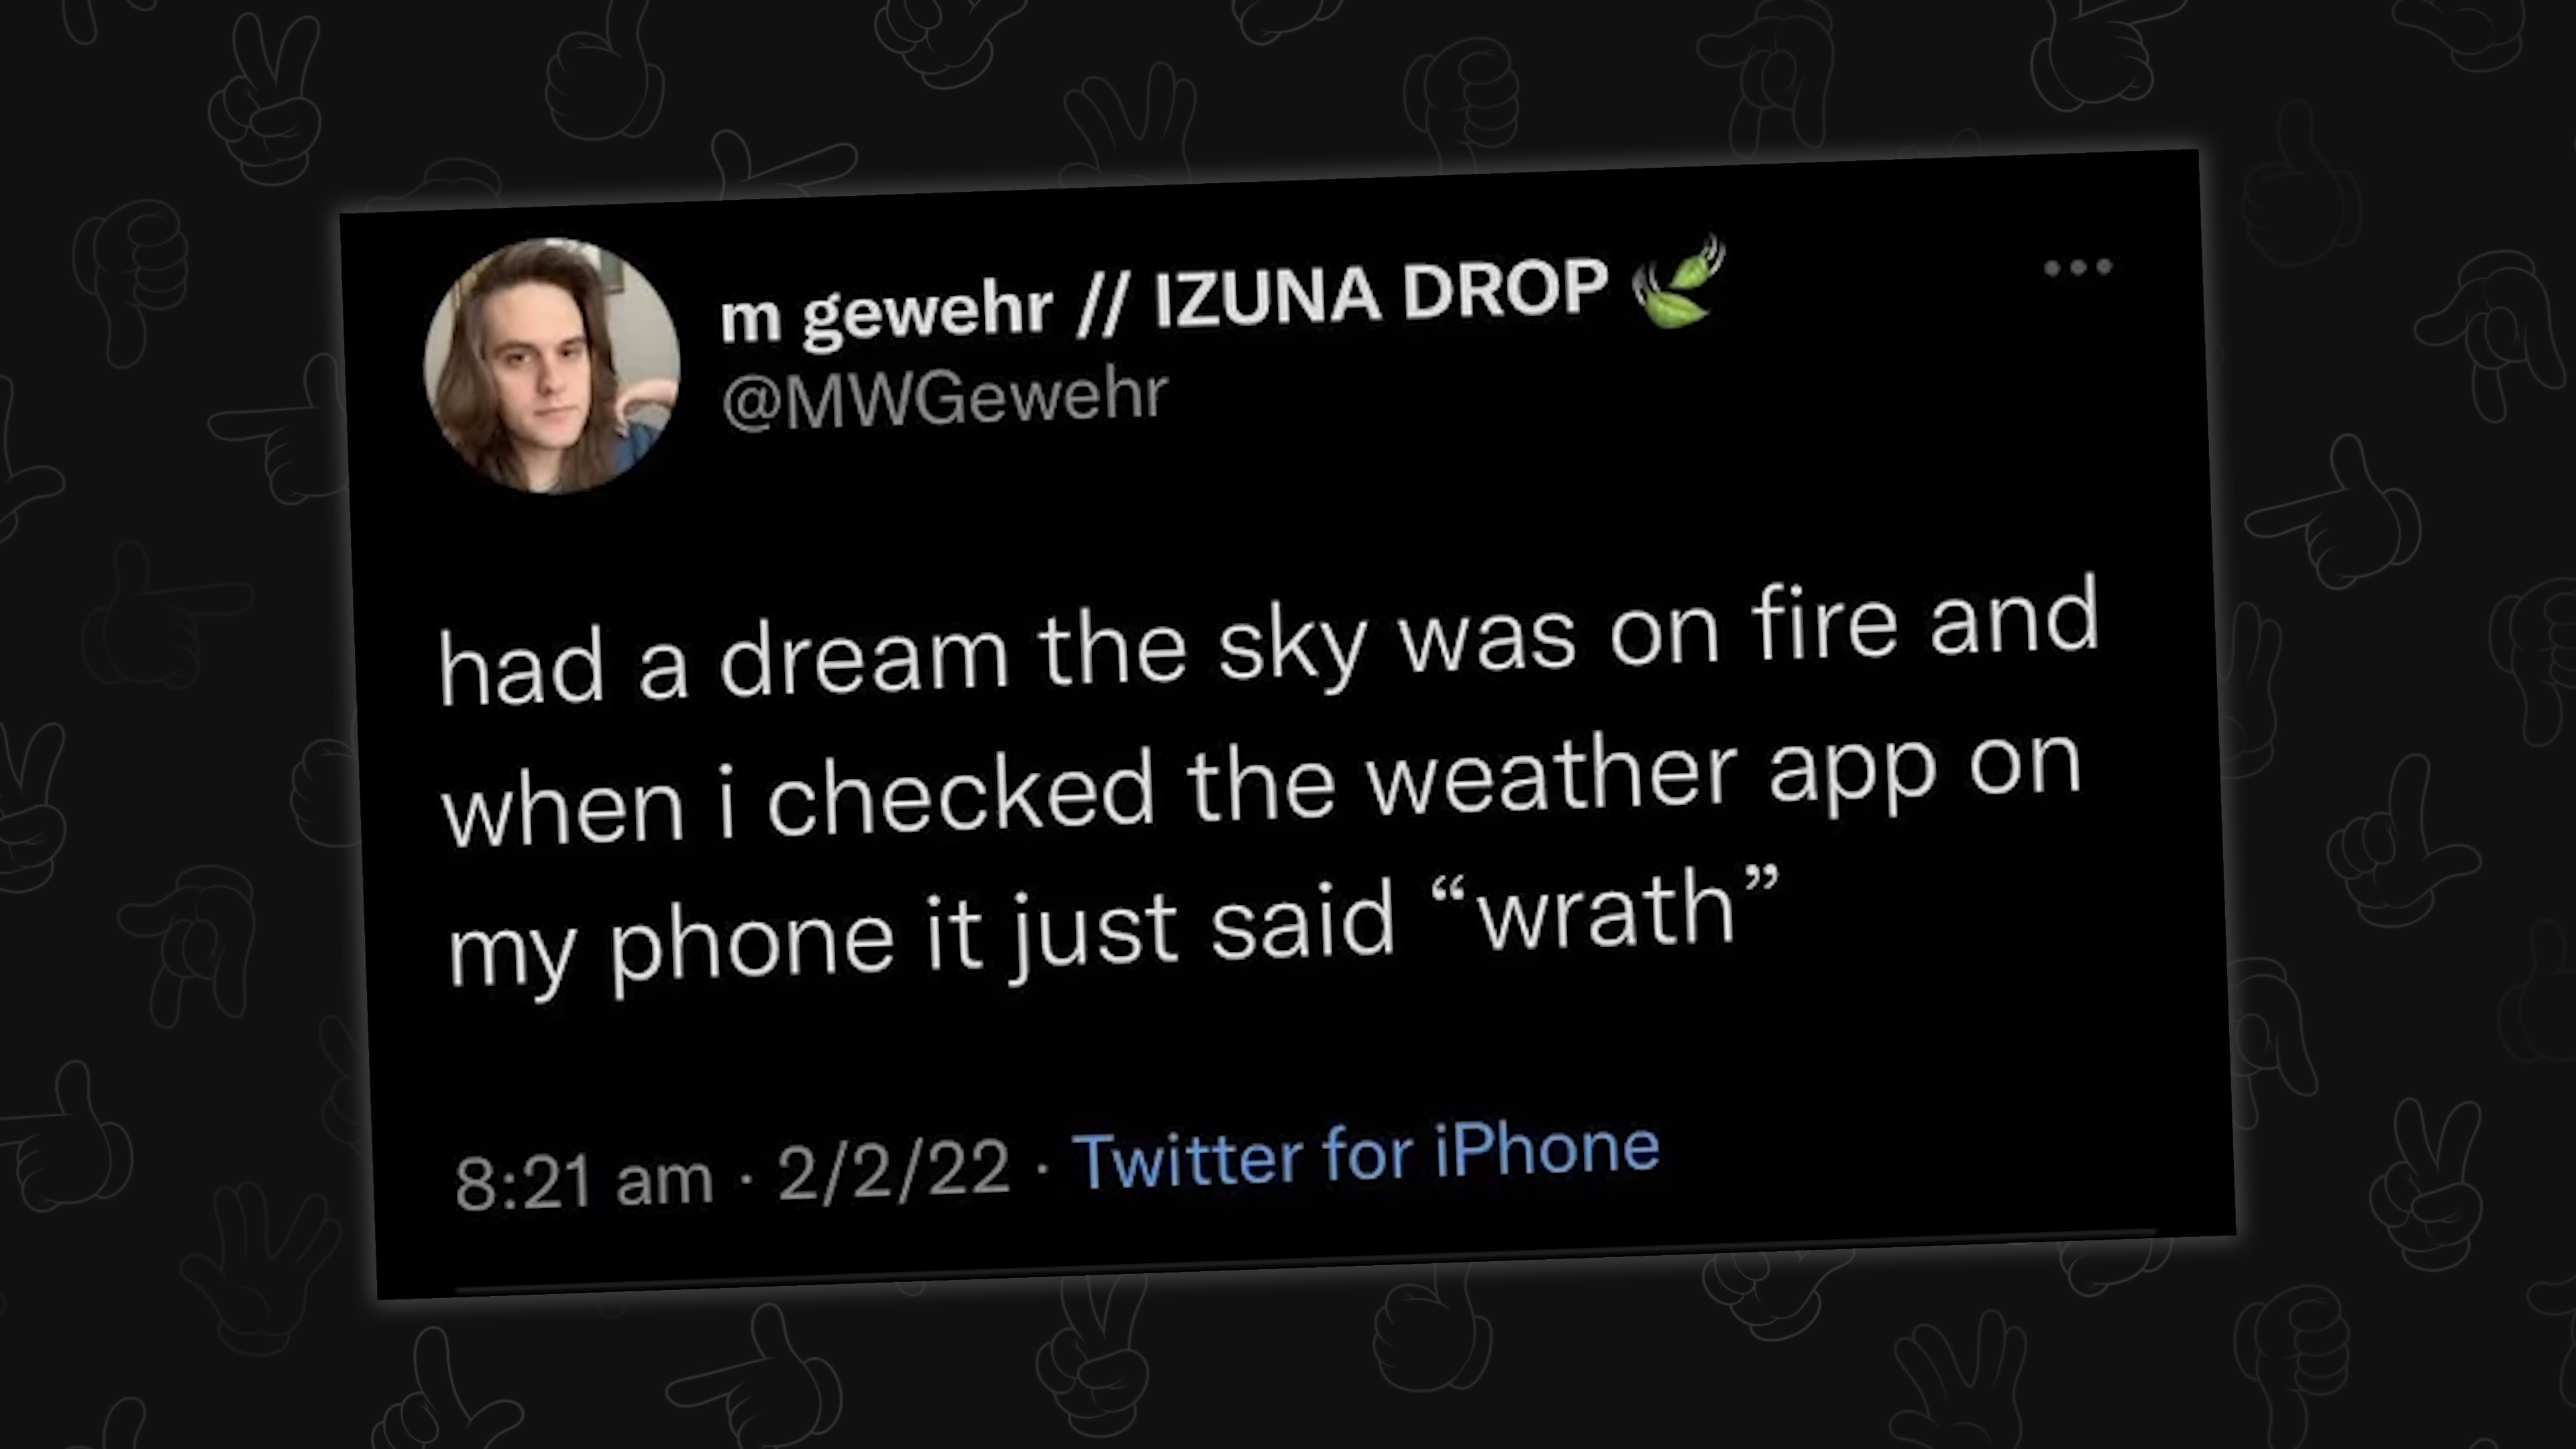 m gewehr // IZUNA DROP 🍃
@MWGewehr
had a dream the sky was on fire and
when i checked the weather app on
my phone it just said “wrath”
8:21 am · 2/2/22 · Twitter for iPhone